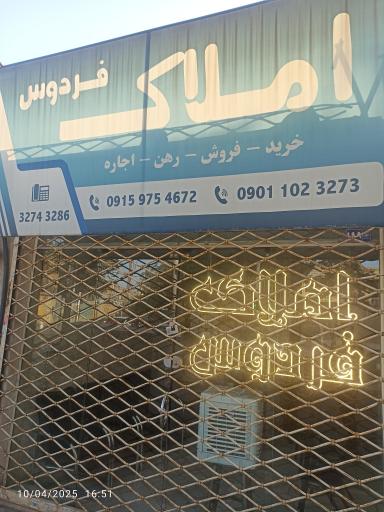 املاک فردوس
خرید - فروش - رهن - اجاره
0915 975 4672
0901 102 3273
3274 3286
املاک
فردوس
10/04/2025 16:51